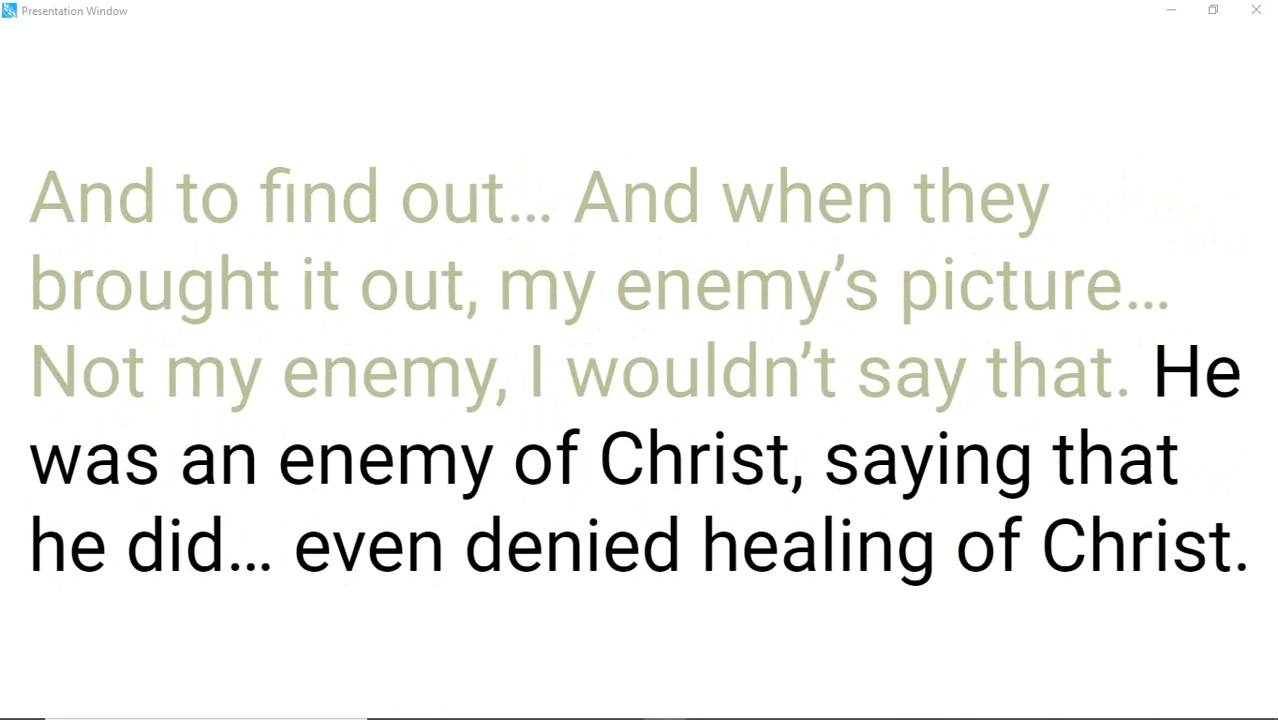 Presentation Window
And to find out… And when they
brought it out, my enemy’s picture…
Not my enemy, I wouldn’t say that. He
was an enemy of Christ, saying that
he did… even denied healing of Christ.